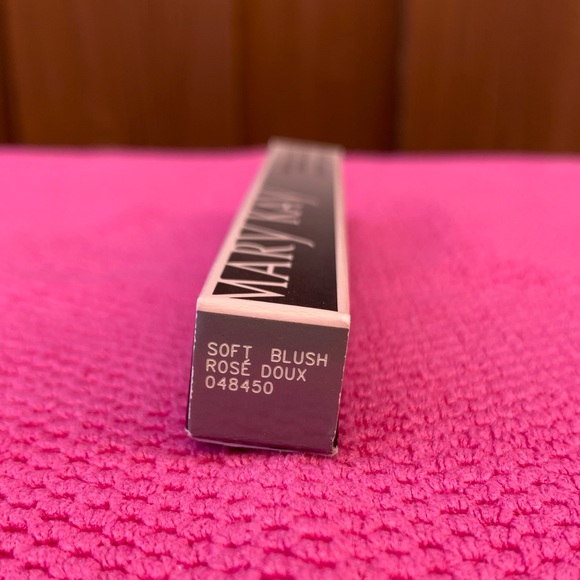 MARY KAY
SOFT BLUSH
ROSÉ DOUX
048450